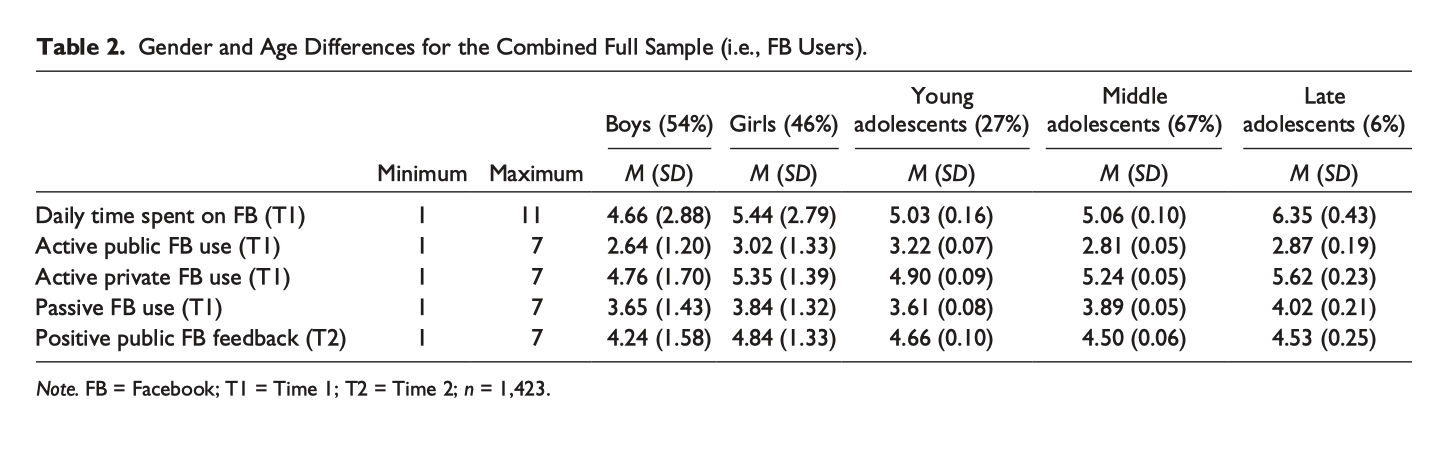 Table 2. Gender and Age Differences for the Combined Full Sample (i.e., FB Users).
Young Middle Late
Boys (54%) Girls (46%) adolescents (27%) adolescents (67%) adolescents (6%)
Minimum Maximum M (SD) M (SD) M (SD) M (SD) M (SD)
Daily time spent on FB (T1) 1 11 4.66 (2.88) 5.44 (2.79) 5.03 (0.16) 5.06 (0.10) 6.35 (0.43)
Active public FB use (T1) 1 7 2.64 (1.20) 3.02 (1.33) 3.22 (0.07) 2.81 (0.05) 2.87 (0.19)
Active private FB use (T1) 1 7 4.76 (1.70) 5.35 (1.39) 4.90 (0.09) 5.24 (0.05) 5.62 (0.23)
Passive FB use (T1) 1 7 3.65 (1.43) 3.84 (1.32) 3.61 (0.08) 3.89 (0.05) 4.02 (0.21)
Positive public FB feedback (T2) 1 7 4.24 (1.58) 4.84 (1.33) 4.66 (0.10) 4.50 (0.06) 4.53 (0.25)
Note. FB = Facebook; T1 = Time 1; T2 = Time 2; n = 1,423.